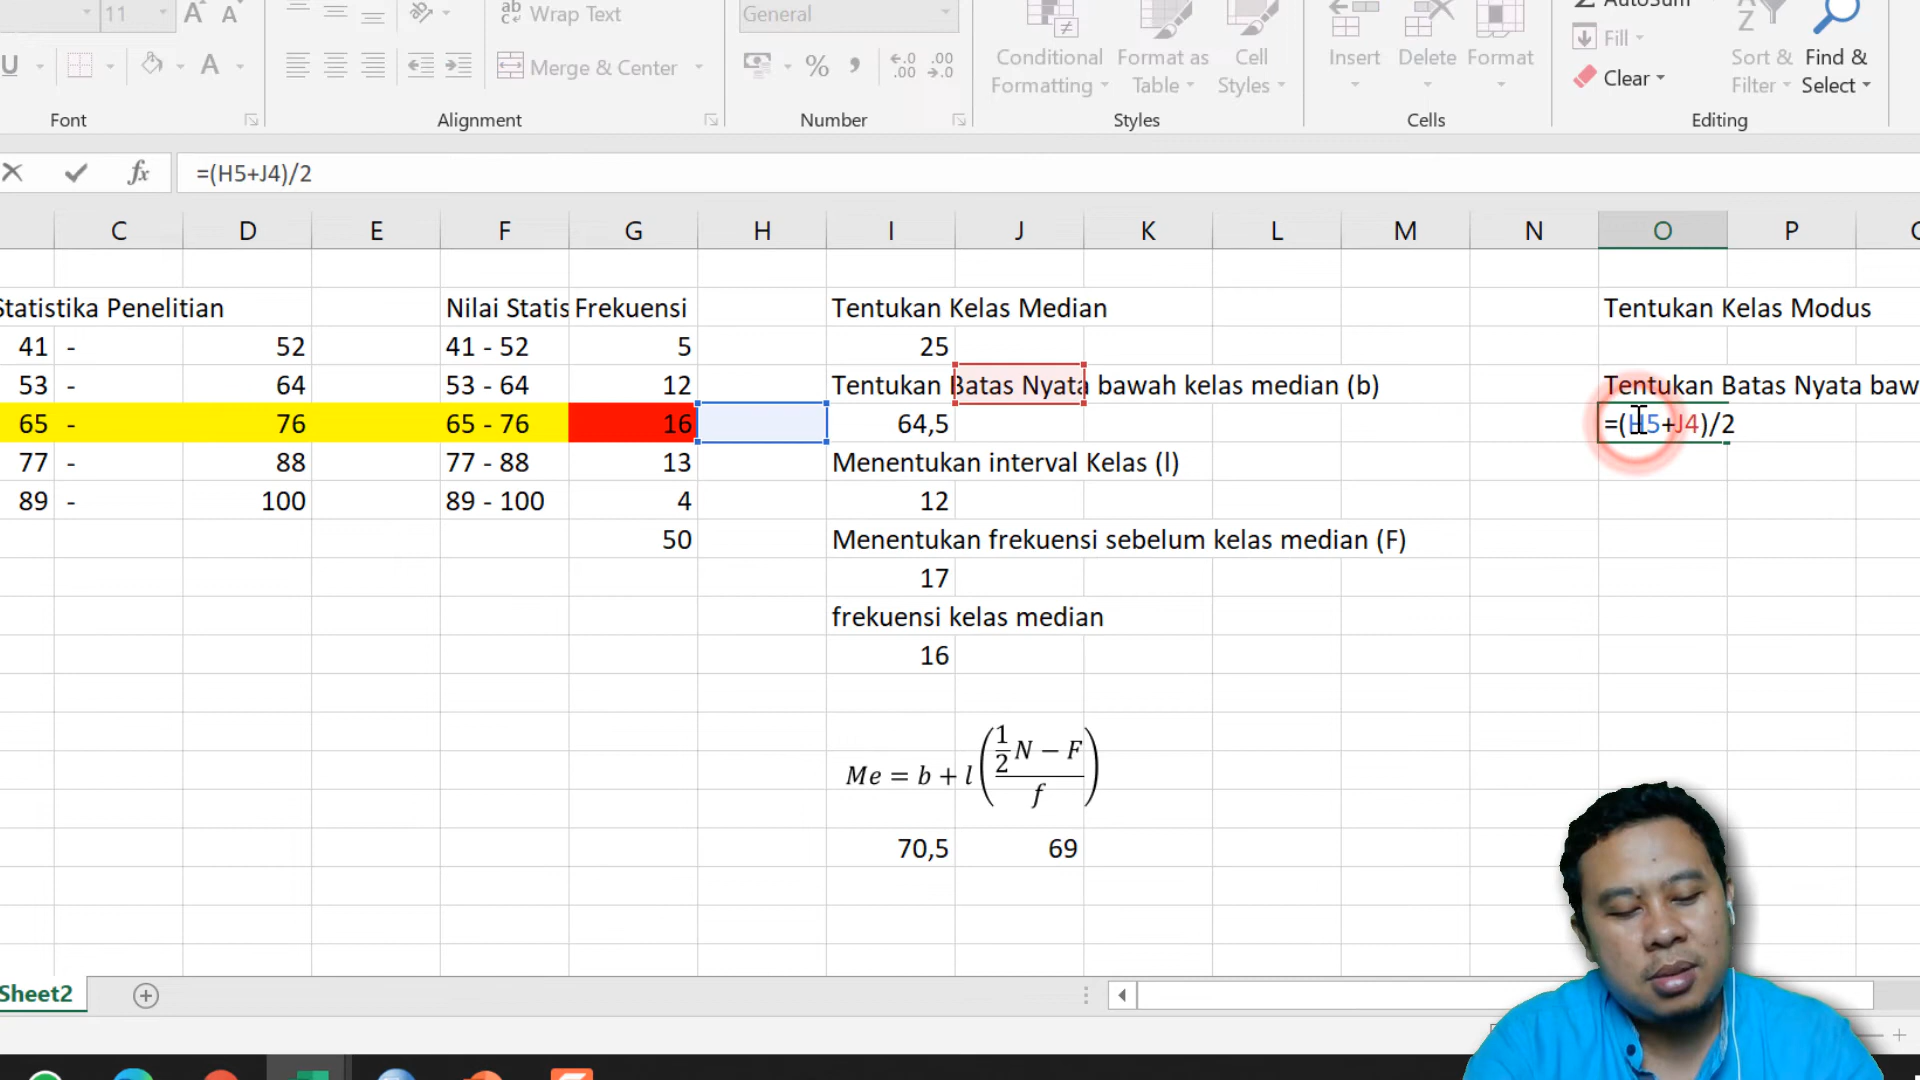 11 A A
ab Wrap Text
General
AutoSum
U A
Merge & Center
% ,
Conditional Formatting
Format as Table
Cell Styles
Insert Delete Format
Fill
Clear
Sort & Filter
Find & Select
Font Alignment Number Styles Cells Editing
fx =(H5+J4)/2
C D E F G H I J K L M N O P
Statistika Penelitian Nilai Statis Frekuensi Tentukan Kelas Median Tentukan Kelas Modus
41 - 52 41 - 52 5 25
53 - 64 53 - 64 12 Tentukan Batas Nyata bawah kelas median (b) Tentukan Batas Nyata baw
65 - 76 65 - 76 16 64,5 =(H5+J4)/2
77 - 88 77 - 88 13 Menentukan interval Kelas (l)
89 - 100 89 - 100 4 12
50 Menentukan frekuensi sebelum kelas median (F)
17
frekuensi kelas median
16
Me = b + l (1/2 N − F / f)
70,5 69
Sheet2